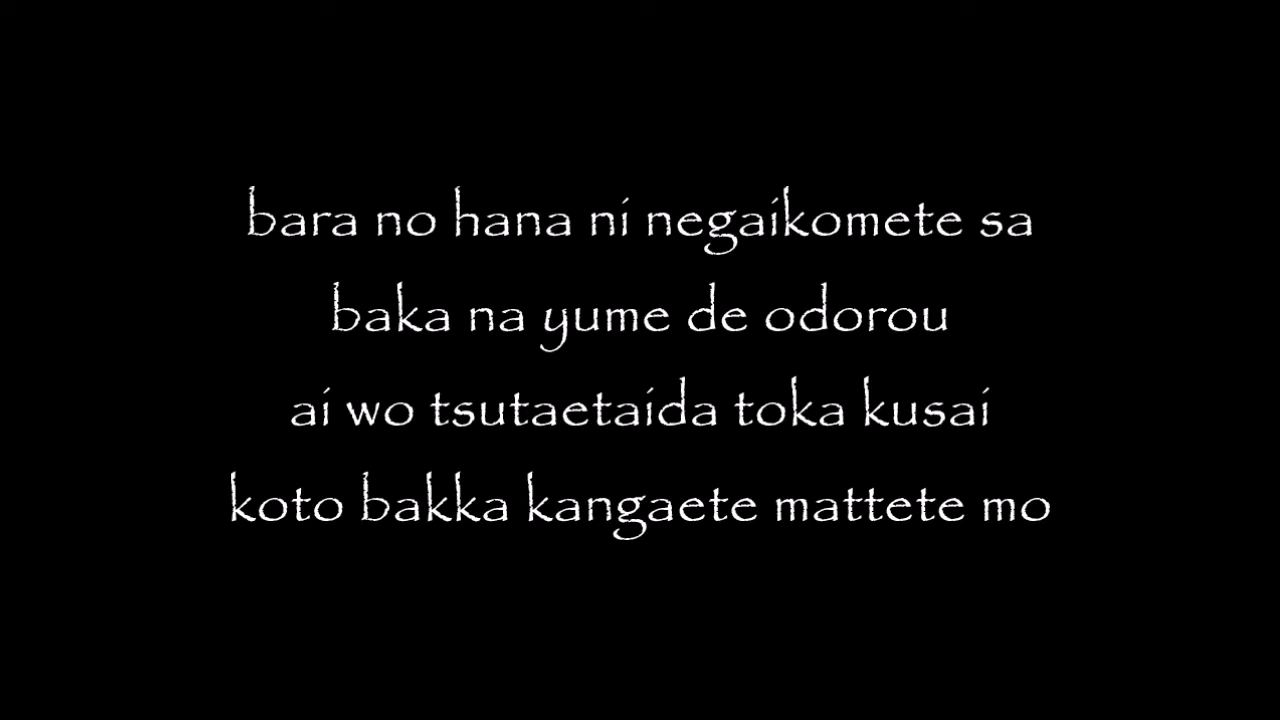 bara no hana ni negaikomete sa
baka na yume de odorou
ai wo tsutaetaida toka kusai
koto bakka kangaete mattete mo